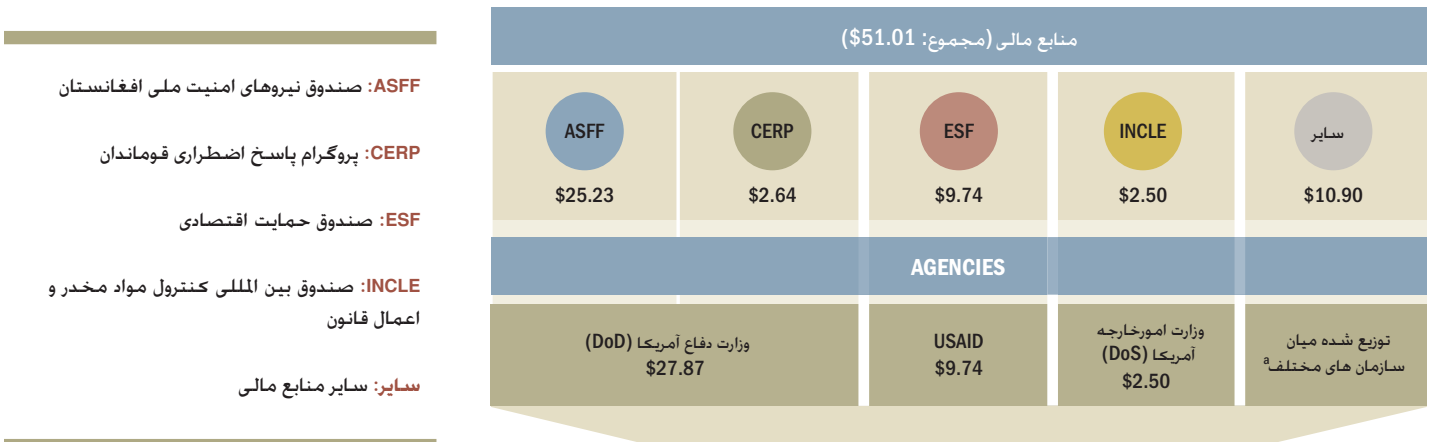 ASFF: صندوق نیروهای امنیت ملی افغانستان
CERP: پروگرام پاسخ اضطراری قوماندان
ESF: صندوق حمایت اقتصادی
INCLE: صندوق بین المللی کنترول مواد مخدر و
اعمال قانون
سایر: سایر منابع مالی
منابع مالی (مجموع: $51.01)
ASFF
CERP
ESF
INCLE
سایر
$25.23
$2.64
$9.74
$2.50
$10.90
AGENCIES
وزارت دفاع آمریکا (DoD)
$27.87
USAID
$9.74
وزارت امورخارجه
آمریکا (DoS)
$2.50
توزیع شده میان
سازمان های مختلف a